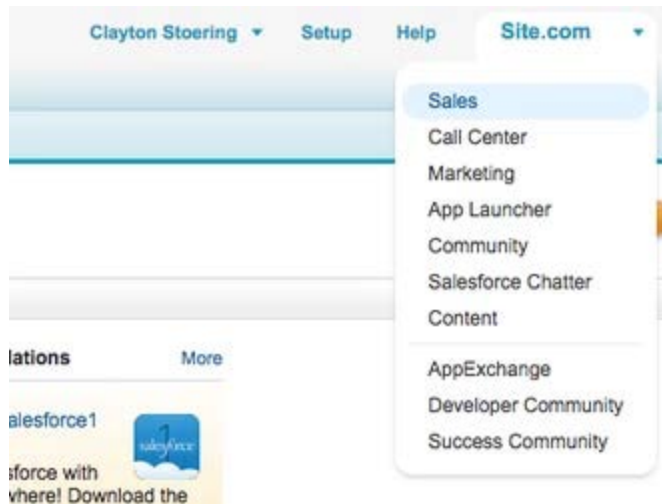 Clayton Stoering Setup Help Site.com
Sales
Call Center
Marketing
App Launcher
Community
Salesforce Chatter
Content
AppExchange
Developer Community
Success Community
lations More
alesforce1
salesforce
sforce with
where! Download the